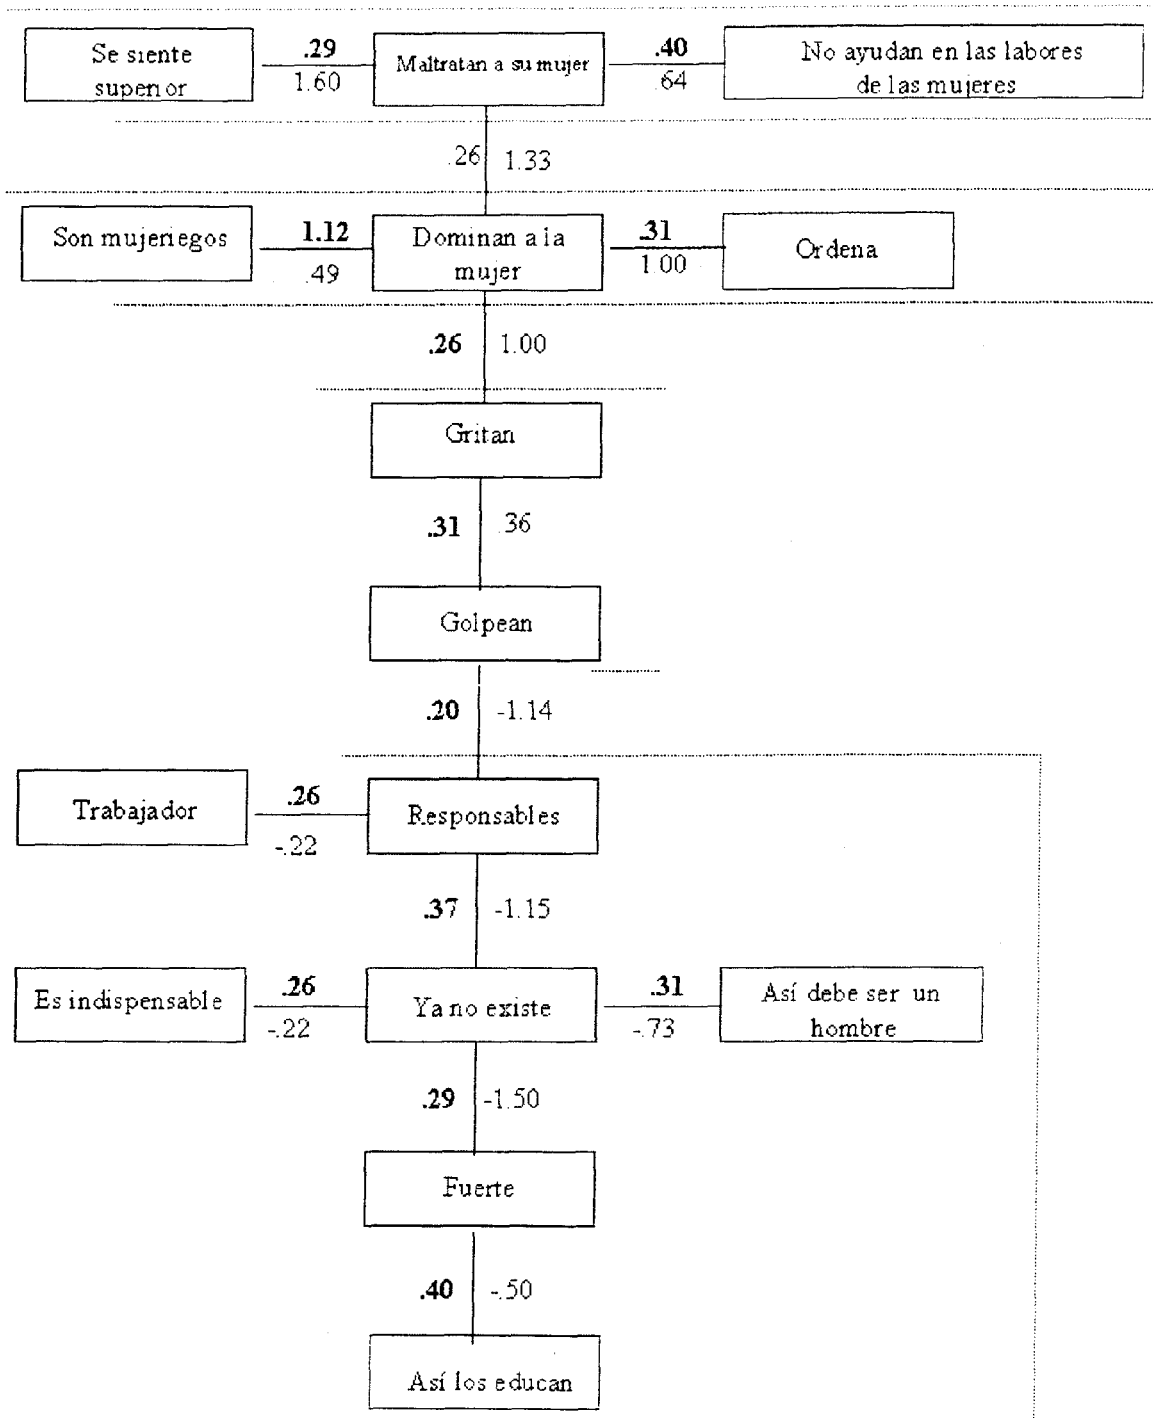 Se siente
superior
.29
1.60
Maltratan a su mujer
.40
.64
No ayudan en las labores
de las mujeres
.26
1.33
Son mujeriegos
1.12
.49
Dominan a la
mujer
.31
1.00
Ordena
.26
1.00
Gritan
.31
.36
Golpean
.20
-1.14
Trabajador
.26
-.22
Responsables
.37
-1.15
Es indispensable
.26
-.22
Ya no existe
.31
-.73
Así debe ser un
hombre
.29
-1.50
Fuerte
.40
-.50
Así los educan